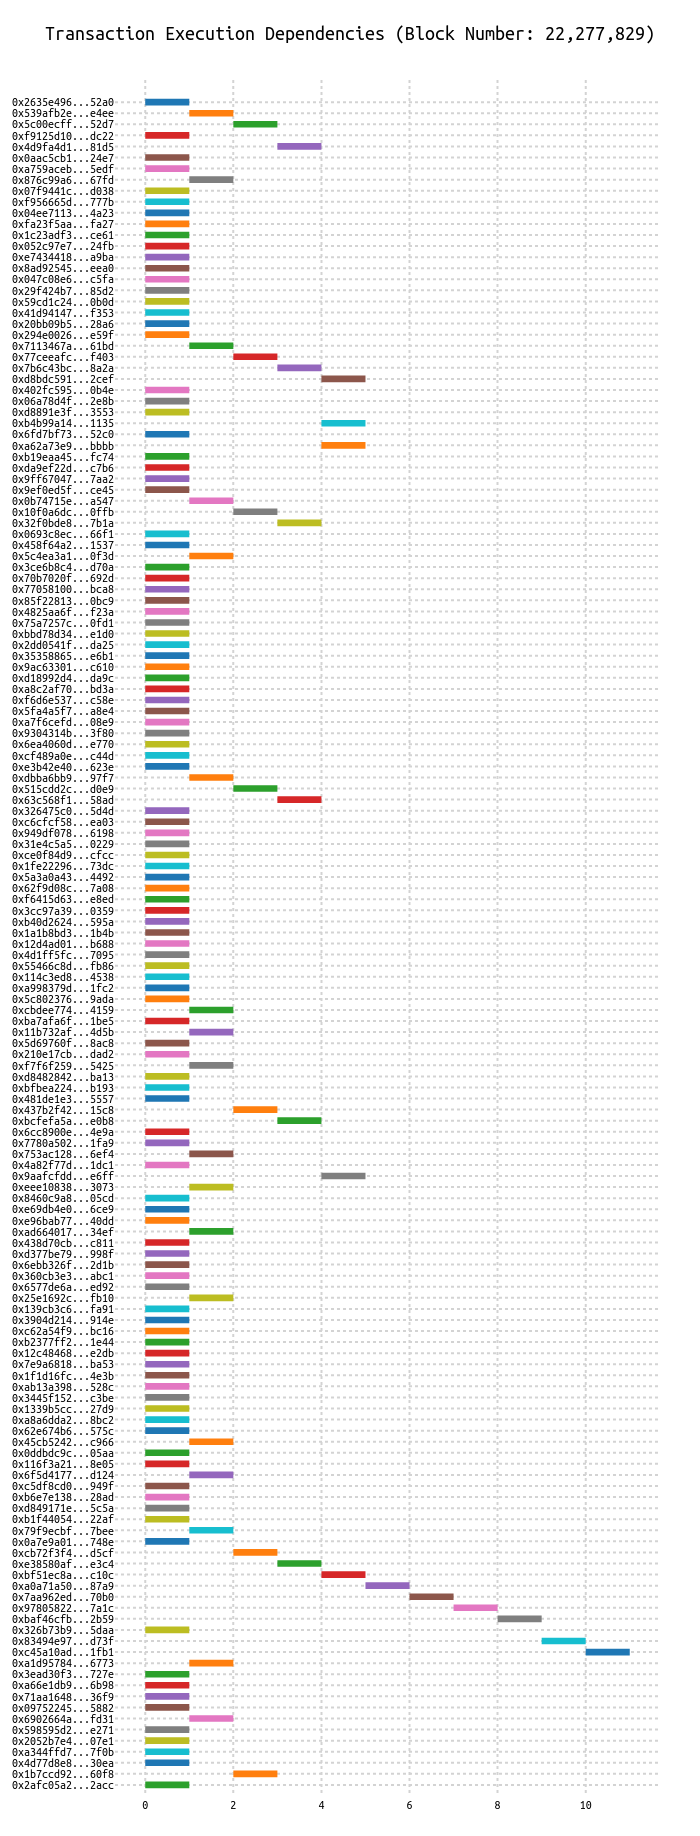 Transaction Execution Dependencies (Block Number: 22,277,829)
0x2635e496...52a0
0x539afb2e...e4ee
0x5c00ecff...52d7
0xf9125d10...dc22
0x4d9fa4d1...81d5
0x0aac5cb1...24e7
0xa759aceb...5edf
0x876c99a6...67fd
0x07f9441c...d038
0xf956665d...777b
0x04ee7113...4a23
0xfa23f5aa...fa27
0x1c23adf3...ce61
0x052c97e7...24fb
0xe7434418...a9ba
0x8ad92545...eea0
0x047c08e6...c5fa
0x29f424b7...85d2
0x59cd1c24...0b0d
0x41d94147...f353
0x20bb09b5...28a6
0x294e0026...e59f
0x7113467a...61bd
0x77ceeafc...f403
0x7b6c43bc...8a2a
0xd8bdc591...2cef
0x402fc595...0b4e
0x06a78d4f...2e8b
0xd8891e3f...3553
0xb4b99a14...1135
0x6fd7bf73...52c0
0xa62a73e9...bbbb
0xb19eaa45...fc74
0xda9ef22d...c7b6
0x9ff67047...7aa2
0x9ef0ed5f...ce45
0x0b74715e...a547
0x10f0a6dc...0ffb
0x32f0bde8...7b1a
0x0693c8ec...66f1
0x458f64a2...1537
0x5c4ea3a1...0f3d
0x3ce6b8c4...d70a
0x70b7020f...692d
0x77058100...bca8
0x85f22813...0bc9
0x4825aa6f...f23a
0x75a7257c...0fd1
0xbbd78d34...e1d0
0x2dd0541f...da25
0x35358865...e6b1
0x9ac63301...c610
0xd18992d4...da9c
0xa8c2af70...bd3a
0xf6d6e537...c58e
0x5fa4a5f7...a8e4
0xa7f6cefd...08e9
0x9304314b...3f80
0x6ea4060d...e770
0xcf489a0e...c44d
0xe3b42e40...623e
0xdbba6bb9...97f7
0x515cdd2c...d0e9
0x63c568f1...58ad
0x326475c0...5d4d
0xc6cfcf58...ea03
0x949df078...6198
0x31e4c5a5...0229
0xce0f84d9...cfcc
0x1fe22296...73dc
0x5a3a0a43...4492
0x62f9d08c...7a08
0xf6415d63...e8ed
0x3cc97a39...0359
0xb40d2624...595a
0x1a1b8bd3...1b4b
0x12d4ad01...b688
0x4d1ff5fc...7095
0x55466c8d...fb86
0x114c3ed8...4538
0xa998379d...1fc2
0x5c802376...9ada
0xcbdee774...4159
0xba7afa6f...1be5
0x11b732af...4d5b
0x5d69760f...8ac8
0x210e17cb...dad2
0xf7f6f259...5425
0xd8482842...ba13
0xbfbea224...b193
0x481de1e3...5557
0x437b2f42...15c8
0xbcfefa5a...e0b8
0x6cc8900e...4e9a
0x7780a502...1fa9
0x753ac128...6ef4
0x4a82f77d...1dc1
0x9aafcfdd...e6ff
0xeee10838...3073
0x8460c9a8...05cd
0xe69db4e0...6ce9
0xe96bab77...40dd
0xad664017...34ef
0x438d70cb...c811
0xd377be79...998f
0x6ebb326f...2d1b
0x360cb3e3...abc1
0x6577de6a...ed92
0x25e1692c...fb10
0x139cb3c6...fa91
0x3904d214...914e
0xc62a54f9...bc16
0xb2377ff2...1e44
0x12c48468...e2db
0x7e9a6818...ba53
0x1f1d16fc...4e3b
0xab13a398...528c
0x3445f152...c3be
0x1339b5cc...27d9
0xa8a6dda2...8bc2
0x62e674b6...575c
0x45cb5242...c966
0x0ddbdc9c...05aa
0x116f3a21...8e05
0x6f5d4177...d124
0xc5df8cd0...949f
0xb6e7e138...28ad
0xd849171e...5c5a
0xb1f44054...22af
0x79f9ecbf...7bee
0x0a7e9a01...748e
0xcb72f3f4...d5cf
0xe38580af...e3c4
0xbf51ec8a...c10c
0xa0a71a50...87a9
0x7aa962ed...70b0
0x97805822...7a1c
0xbaf46cfb...2b59
0x326b73b9...5daa
0x83494e97...d73f
0xc45a10ad...1fb1
0xa1d95784...6773
0x3ead30f3...727e
0xa66e1db9...6b98
0x71aa1648...36f9
0x09752245...5882
0x6902664a...fd31
0x598595d2...e271
0x2052b7e4...07e1
0xa344ffd7...7f0b
0x4d77d8e8...30ea
0x1b7ccd92...60f8
0x2afc05a2...2acc
0 2 4 6 8 10